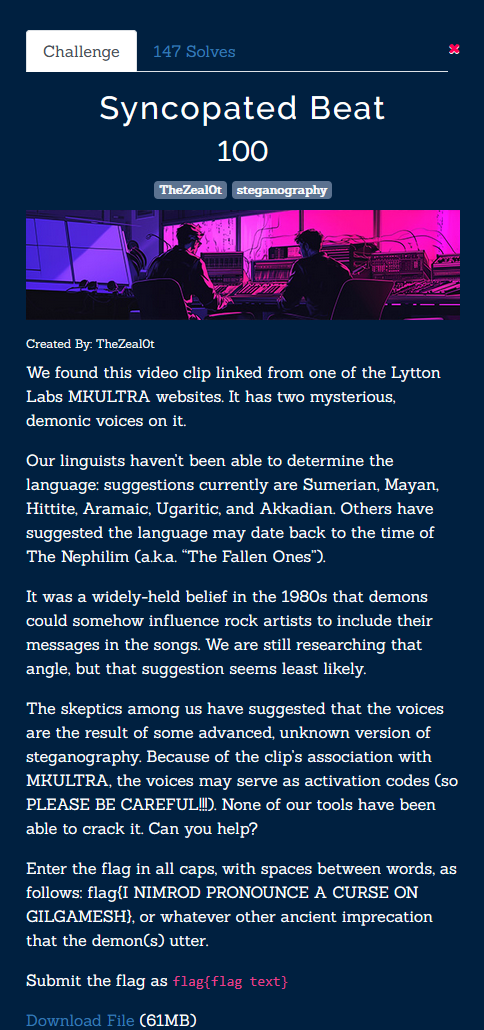 Challenge
147 Solves
Syncopated Beat
100
TheZeal0t
steganography
Created By: TheZeal0t
We found this video clip linked from one of the Lytton
Labs MKULTRA websites. It has two mysterious,
demonic voices on it.
Our linguists haven't been able to determine the
language: suggestions currently are Sumerian, Mayan,
Hittite, Aramaic, Ugaritic, and Akkadian. Others have
suggested the language may date back to the time of
The Nephilim (a.k.a. “The Fallen Ones”).
It was a widely-held belief in the 1980s that demons
could somehow influence rock artists to include their
messages in the songs. We are still researching that
angle, but that suggestion seems least likely.
The skeptics among us have suggested that the voices
are the result of some advanced, unknown version of
steganography. Because of the clip's association with
MKULTRA, the voices may serve as activation codes (so
PLEASE BE CAREFUL!!!). None of our tools have been
able to crack it. Can you help?
Enter the flag in all caps, with spaces between words, as
follows: flag{I NIMROD PRONOUNCE A CURSE ON
GILGAMESH}, or whatever other ancient imprecation
that the demon(s) utter.
Submit the flag as flag{flag text}
Download File (61MB)